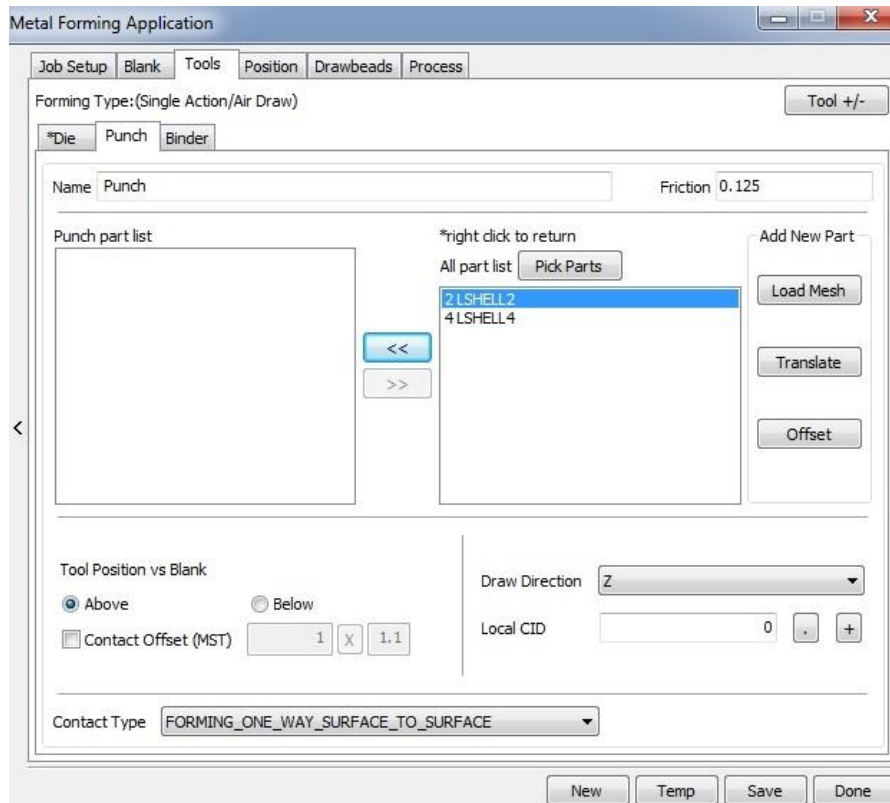 Metal Forming Application
Job Setup Blank Tools Position Drawbeads Process
Forming Type:(Single Action/Air Draw)
Tool +/-
*Die Punch Binder
Name Punch Friction 0.125
Punch part list
*right click to return
All part list Pick Parts
2 LSHELL2
4 LSHELL4
<<
>>
Add New Part
Load Mesh
Translate
Offset
<
Tool Position vs Blank
Above Below
Contact Offset (MST) 1 X 1.1
Draw Direction Z
Local CID 0 . +
Contact Type FORMING_ONE_WAY_SURFACE_TO_SURFACE
New Temp Save Done